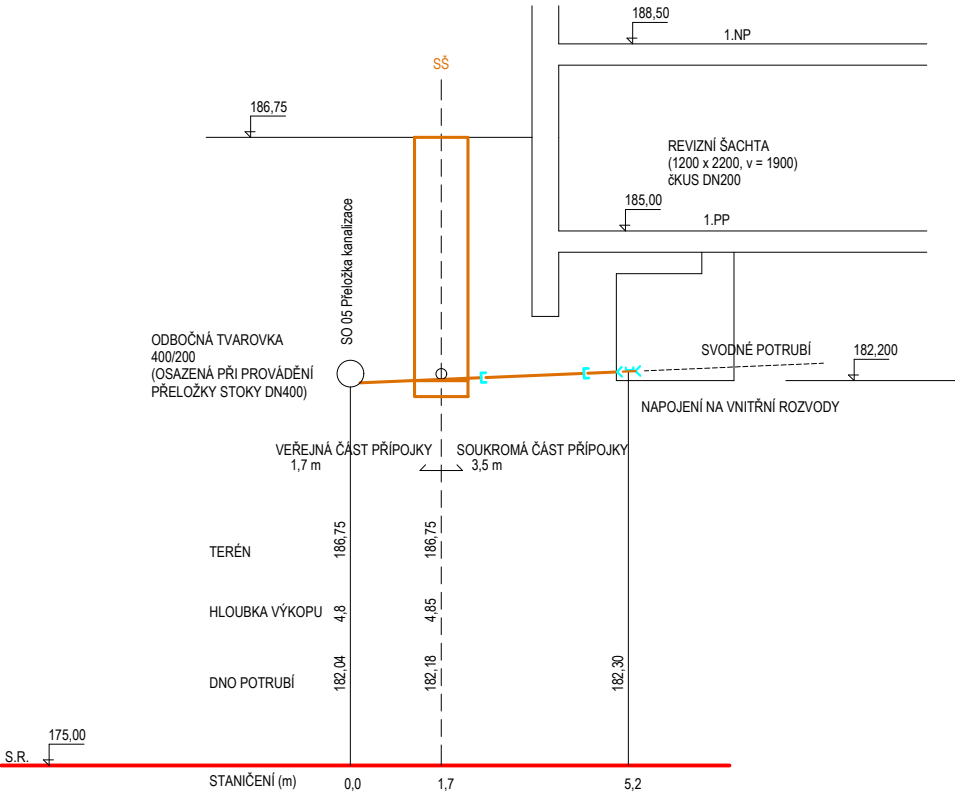 188,50
1.NP
SŠ
186,75
REVIZNÍ ŠACHTA
(1200 x 2200, v = 1900)
čKUS DN200
185,00
1.PP
SO 05 Přeložka kanalizace
ODBOČNÁ TVAROVKA
400/200
(OSAZENÁ PŘI PROVÁDĚNÍ
PŘELOŽKY STOKY DN400)
SVODNÉ POTRUBÍ
182,200
NAPOJENÍ NA VNITŘNÍ ROZVODY
VEŘEJNÁ ČÁST PŘÍPOJKY
1,7 m
SOUKROMÁ ČÁST PŘÍPOJKY
3,5 m
TERÉN 186,75 186,75
HLOUBKA VÝKOPU 4,8 4,85
DNO POTRUBÍ 182,04 182,18 182,30
175,00
S.R.
STANIČENÍ (m) 0,0 1,7 5,2